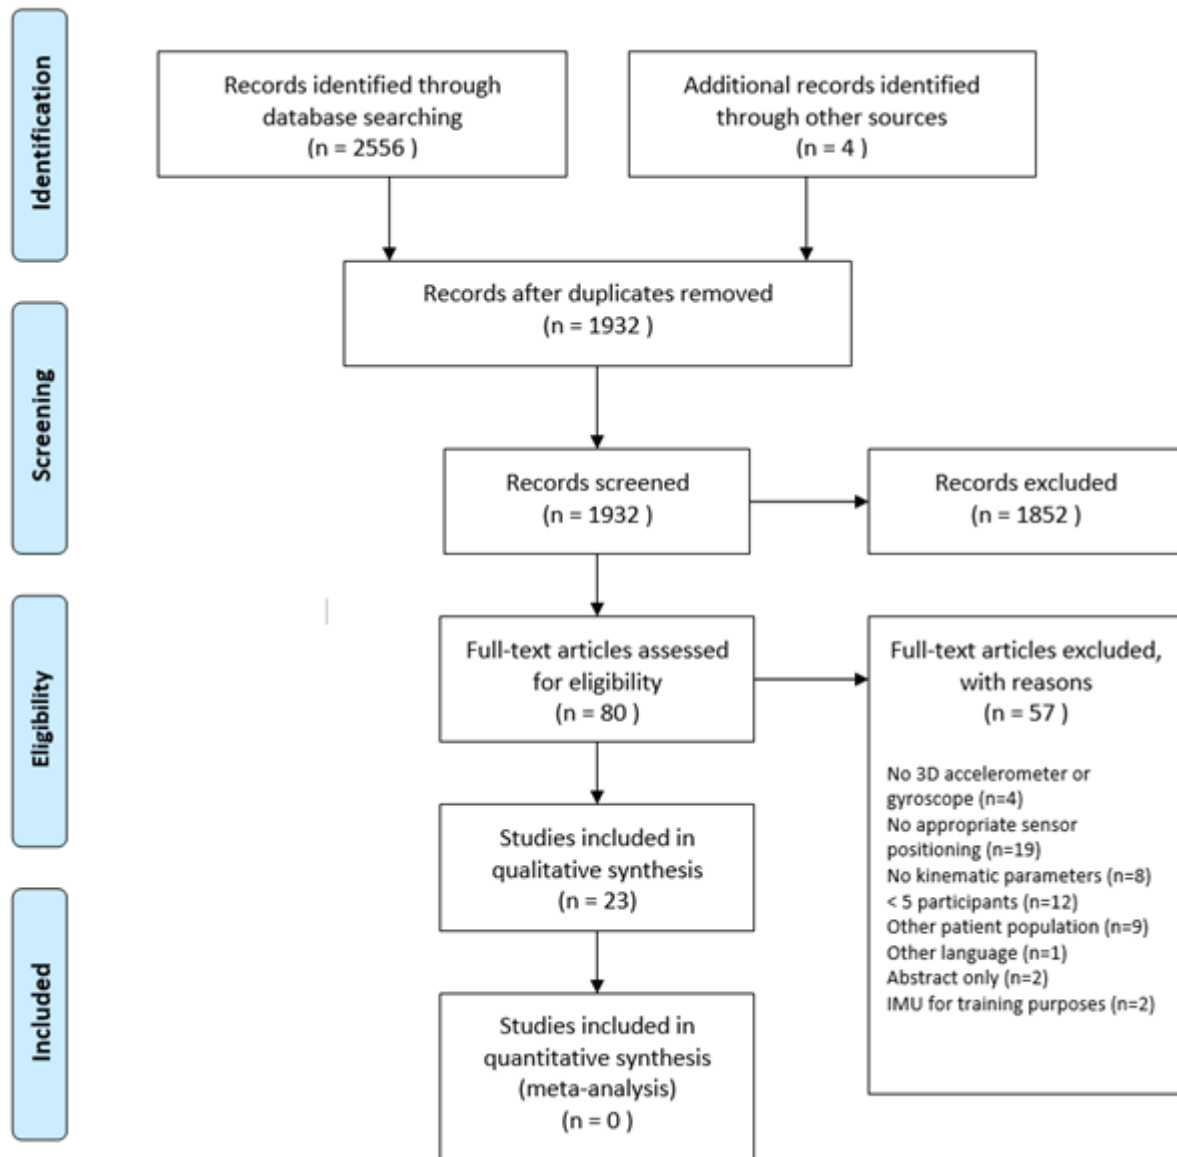 Identification
Records identified through
database searching
(n = 2556 )
Additional records identified
through other sources
(n = 4 )
Records after duplicates removed
(n = 1932 )
Screening
Records screened
(n = 1932 )
Records excluded
(n = 1852 )
Eligibility
Full-text articles assessed
for eligibility
(n = 80 )
Full-text articles excluded,
with reasons
(n = 57 )
No 3D accelerometer or
gyroscope (n=4)
No appropriate sensor
positioning (n=19)
No kinematic parameters (n=8)
< 5 participants (n=12)
Other patient population (n=9)
Other language (n=1)
Abstract only (n=2)
IMU for training purposes (n=2)
Studies included in
qualitative synthesis
(n = 23)
Included
Studies included in
quantitative synthesis
(meta-analysis)
(n = 0 )